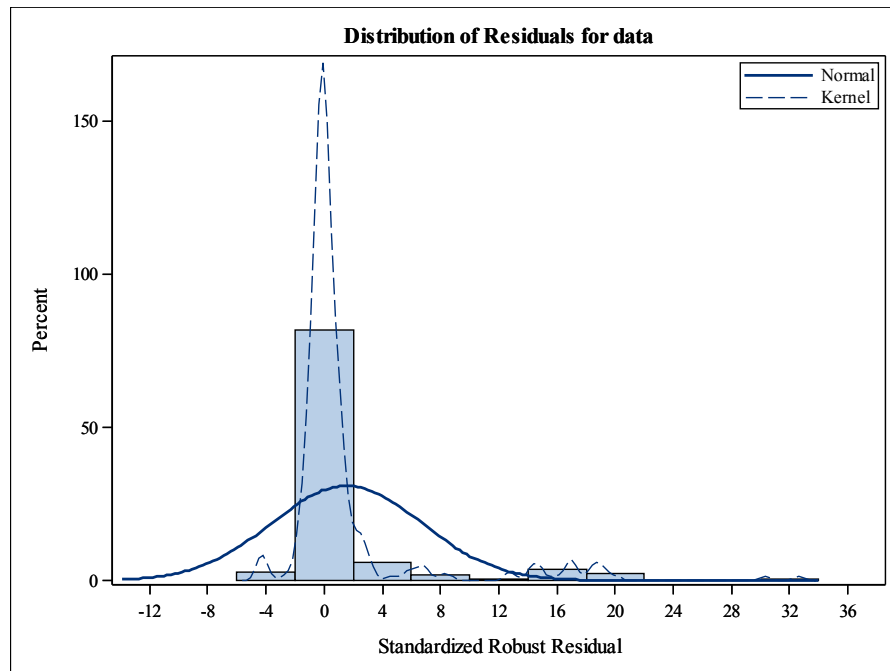 Distribution of Residuals for data
Normal
Kernel
150
100
50
0
Percent
-12 -8 -4 0 4 8 12 16 20 24 28 32 36
Standardized Robust Residual